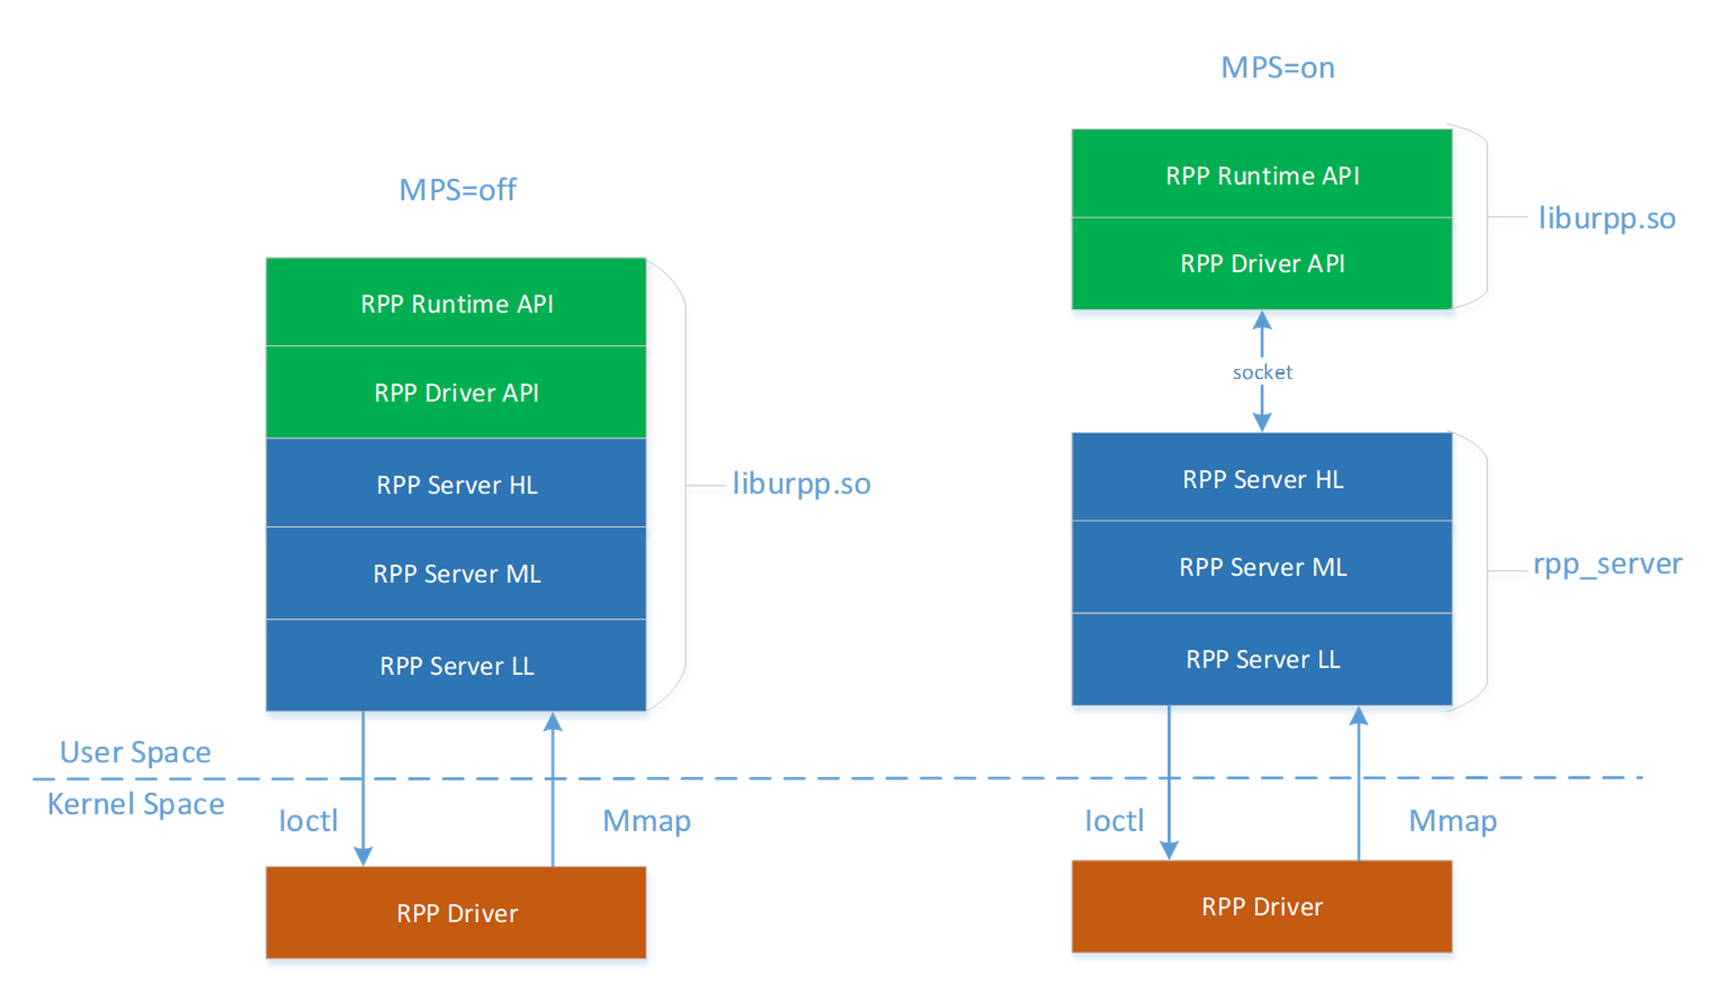 MPS=off
RPP Runtime API
RPP Driver API
RPP Server HL
RPP Server ML
RPP Server LL
liburpp.so
MPS=on
RPP Runtime API
RPP Driver API
liburpp.so
socket
RPP Server HL
RPP Server ML
RPP Server LL
rpp_server
User Space
Kernel Space
Ioctl
Mmap
Ioctl
Mmap
RPP Driver
RPP Driver